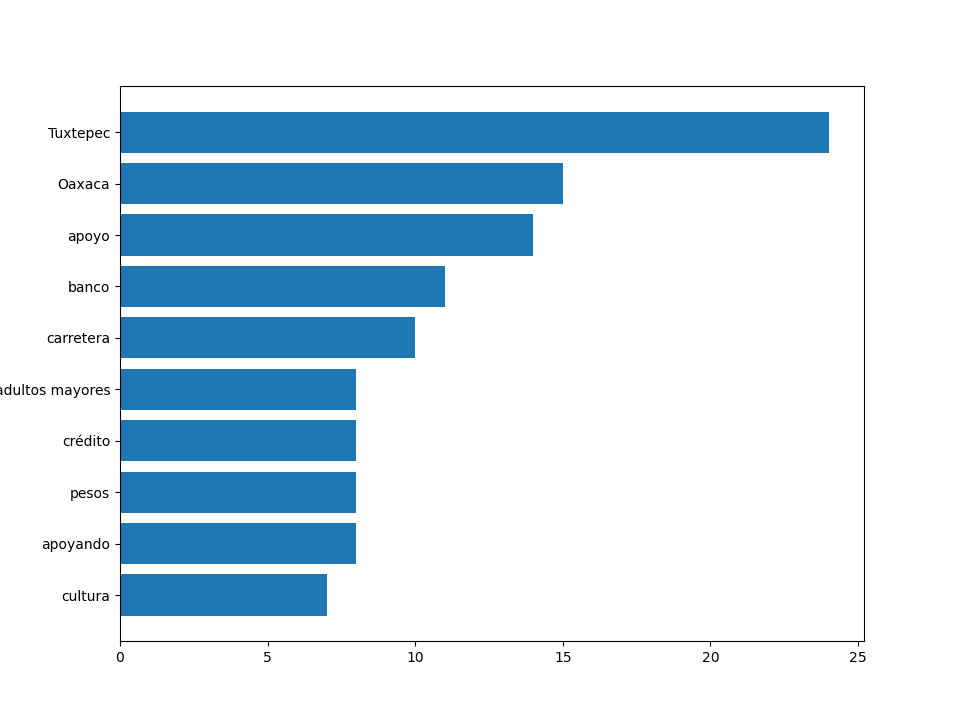 Tuxtepec
Oaxaca
apoyo
banco
carretera
adultos mayores
crédito
pesos
apoyando
cultura
0 5 10 15 20 25